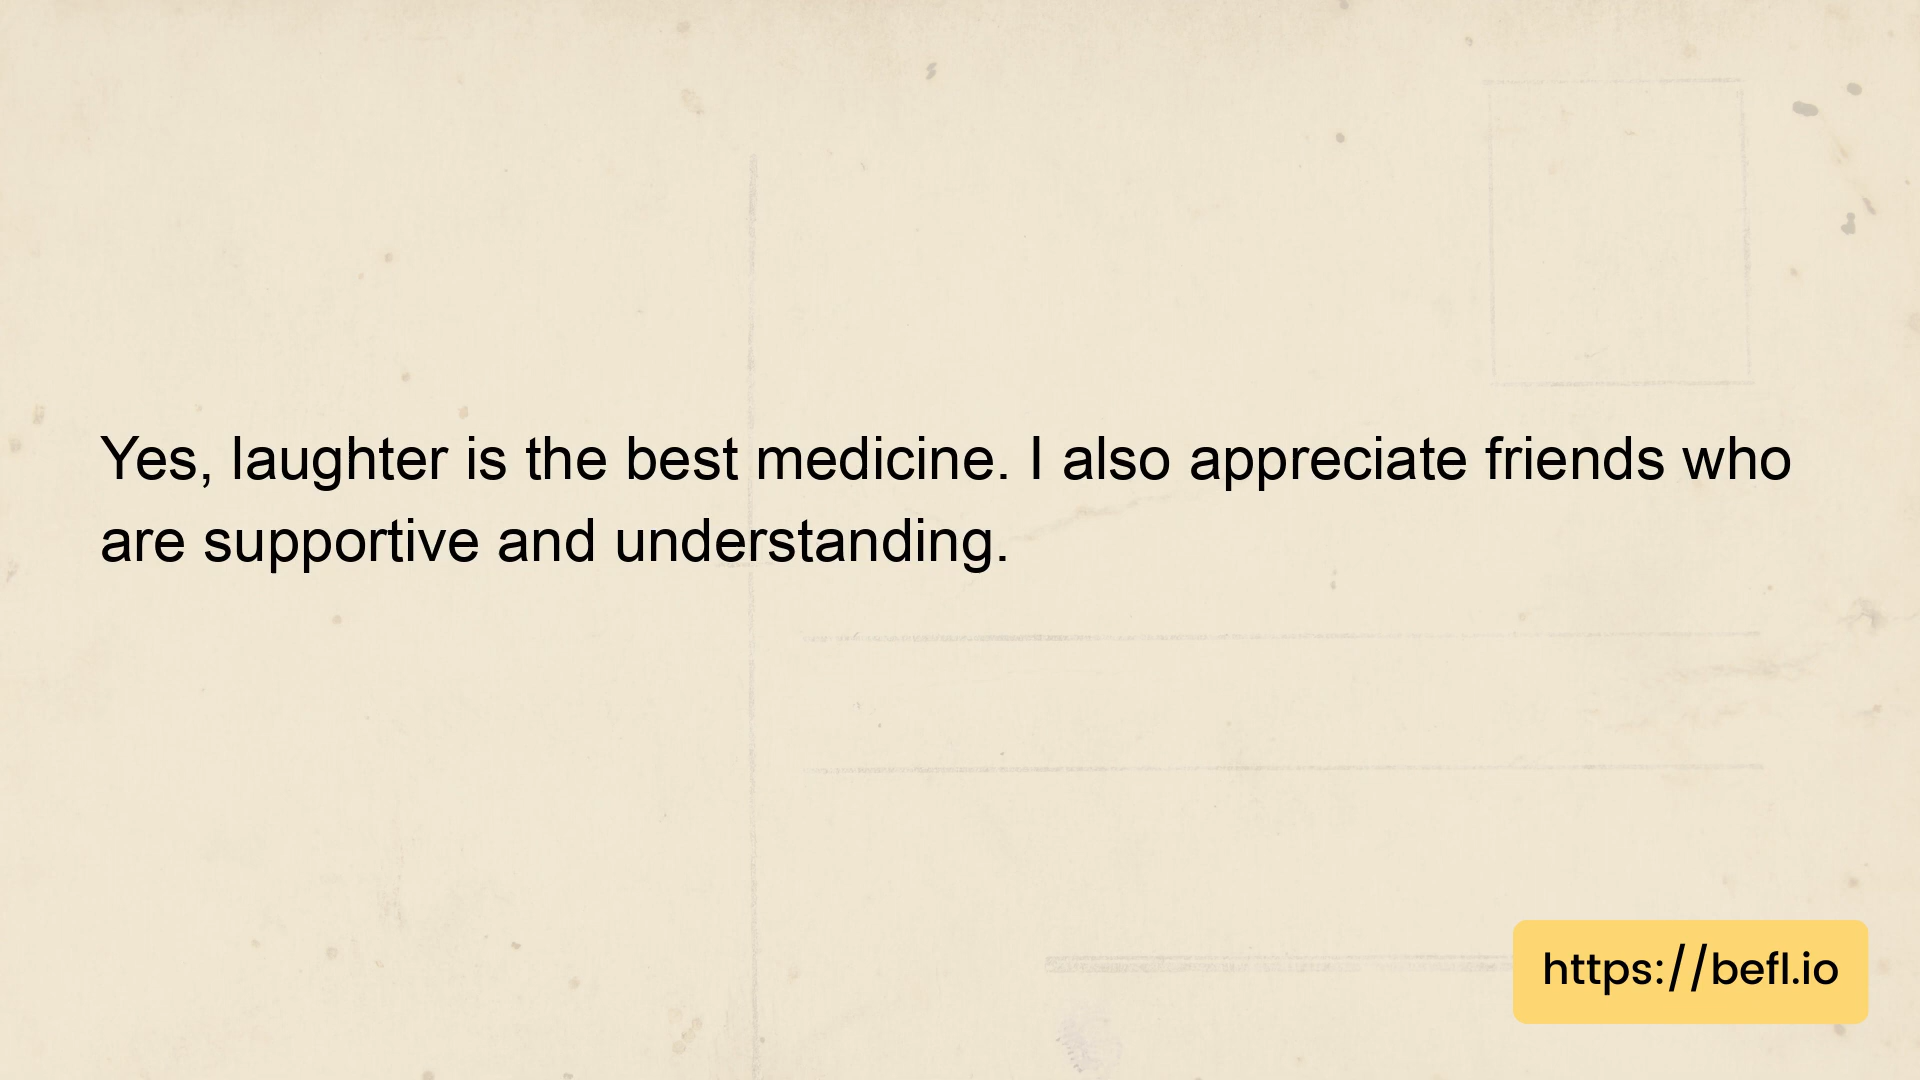 Yes, laughter is the best medicine. I also appreciate friends who
are supportive and understanding.
https://befl.io